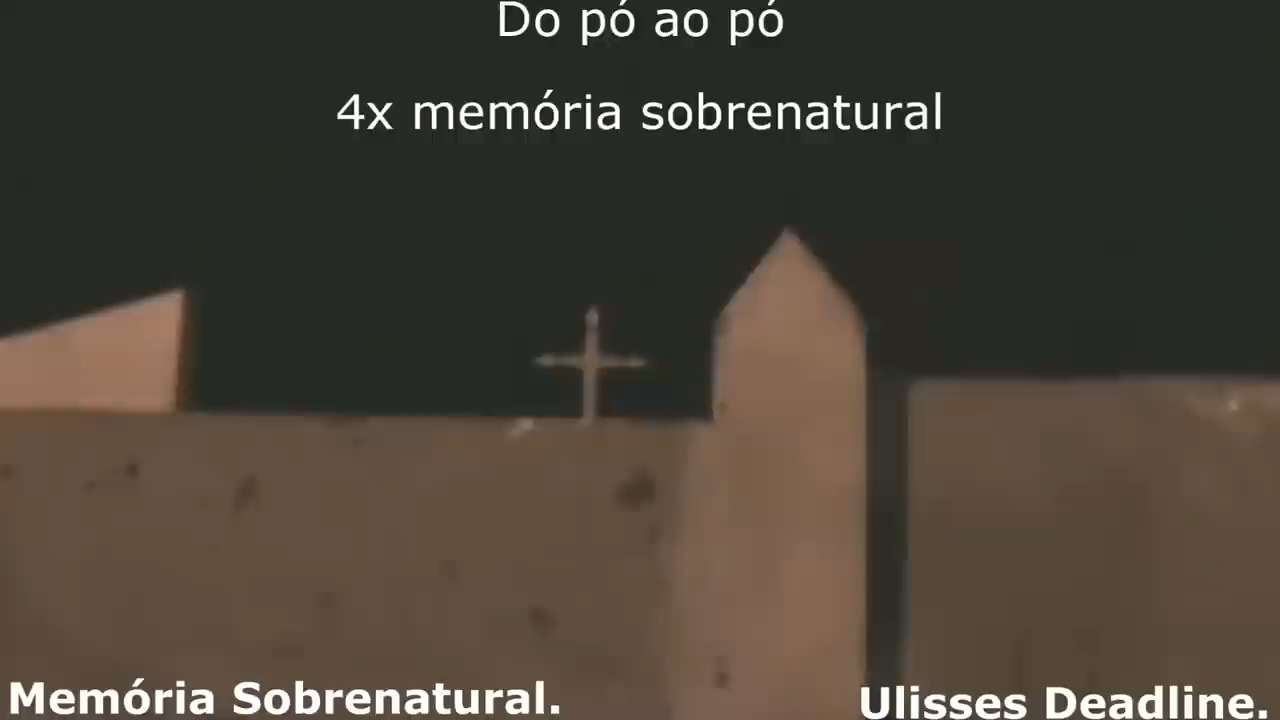 Do pó ao pó
4x memória sobrenatural
Memória Sobrenatural.
Ulisses Deadline.